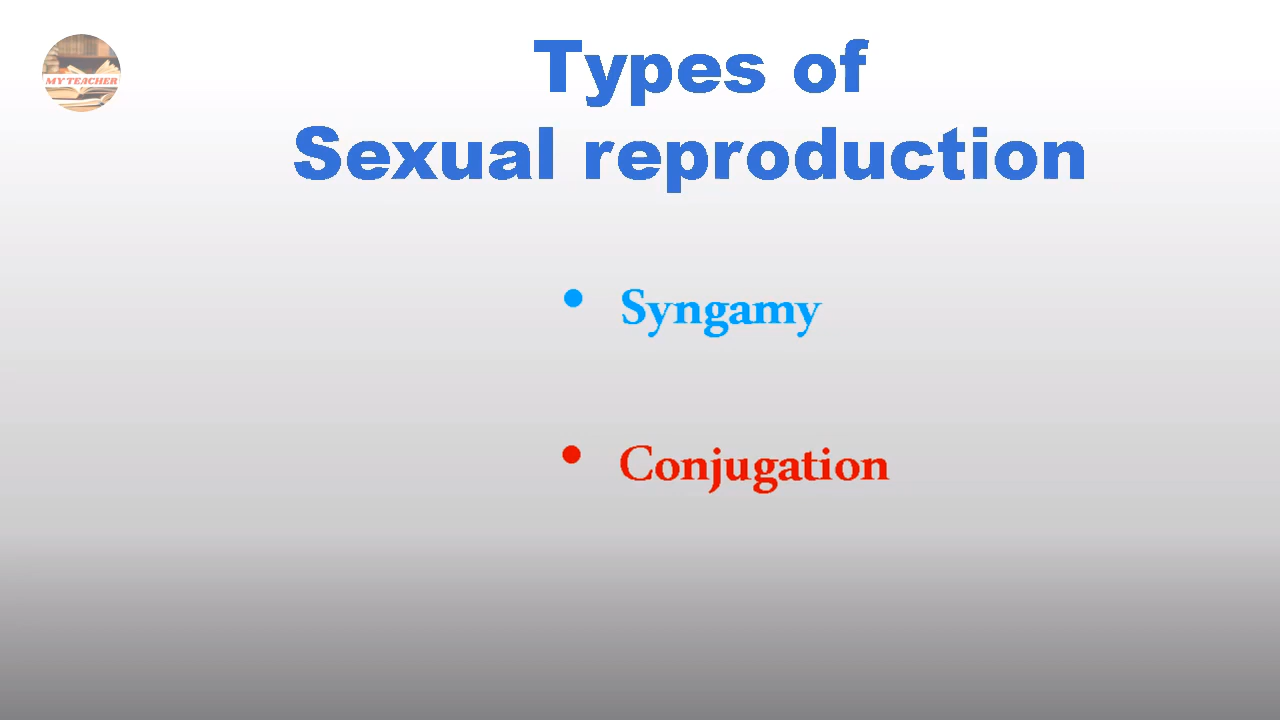 MY TEACHER
Types of
Sexual reproduction
• Syngamy
• Conjugation